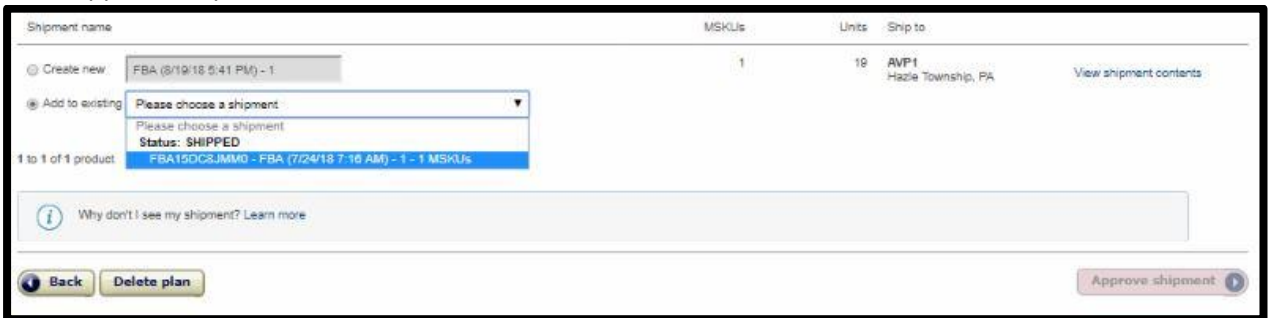 Shipment name MSKUs Units Ship to
Create new FBA (8/19/18 5:41 PM) - 1 1 19 AVP1
Hazle Township, PA View shipment contents
Add to existing Please choose a shipment
Please choose a shipment
Status: SHIPPED
1 to 1 of 1 product FBA15DC8JMM0 - FBA (7/24/18 7:16 AM) - 1 - 1 MSKUs
Why don't I see my shipment? Learn more
Back Delete plan Approve shipment